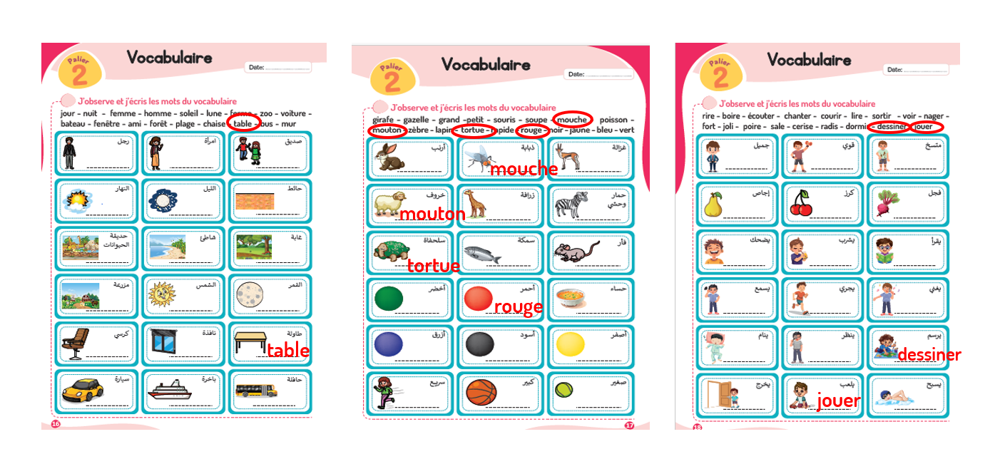 Vocabulaire
Palier
2
Date:
J'observe et j'écris les mots du vocabulaire
jour - nuit - femme - homme - soleil - lune - ferme - zoo - voiture -
bateau - fenêtre - ami - forêt - plage - chaise - table - bus - mur
رجل
امرأة
صديق
النهار
الليل
حائط
حديقة الحيوانات
شاطئ
غابة
مزرعة
الشمس
القمر
كرسي
نافذة
طاولة
table
سيارة
باخرة
حافلة
16
Vocabulaire
Palier
2
Date:
J'observe et j'écris les mots du vocabulaire
girafe - gazelle - grand -petit - souris - soupe - mouche poisson -
mouton - zèbre - lapin - tortue - rapide - rouge - noir - jaune - bleu - vert
أرنب
ذبابة
mouche
غزالة
خروف
mouton
زرافة
حمار وحشي
سلحفاة
tortue
سمكة
فأر
أخضر
أحمر
rouge
حساء
أزرق
أسود
أصفر
سريع
كبير
صغير
17
Vocabulaire
Palier
2
Date:
J'observe et j'écris les mots du vocabulaire
rire - boire - écouter - chanter - courir - lire - sortir - voir - nager -
fort - joli - poire - sale - cerise - radis - dormir - dessiner - jouer
جميل
قوي
متسخ
إجاص
كرز
فجل
يضحك
يشرب
يقرأ
يسمع
يجري
يغني
ينام
ينظر
يرسم
dessiner
يخرج
يلعب
jouer
يسبح
18